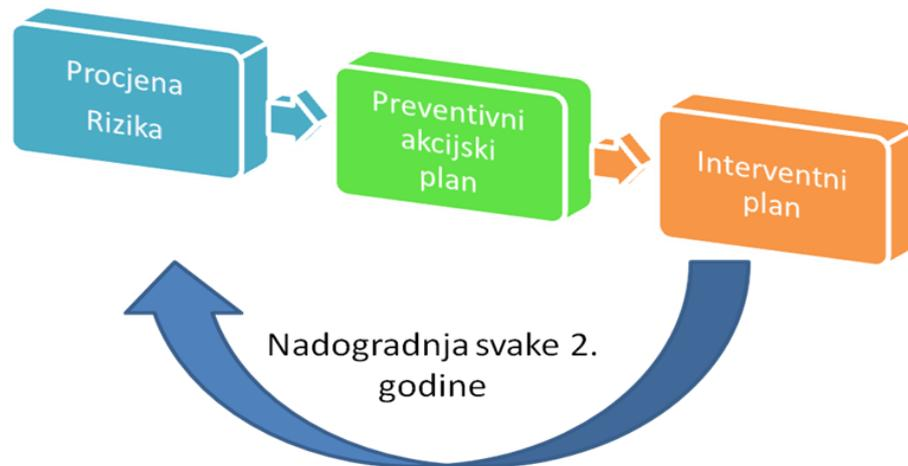 Procjena
Rizika
Preventivni
akcijski
plan
Interventni
plan
Nadogradnja svake 2.
godine